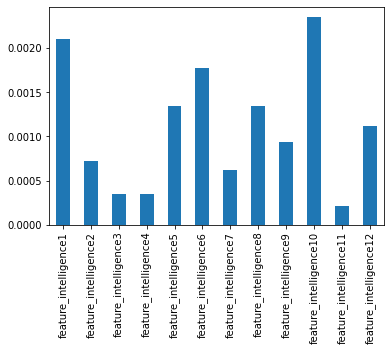 0.0020
0.0015
0.0010
0.0005
0.0000
feature_intelligence1
feature_intelligence2
feature_intelligence3
feature_intelligence4
feature_intelligence5
feature_intelligence6
feature_intelligence7
feature_intelligence8
feature_intelligence9
feature_intelligence10
feature_intelligence11
feature_intelligence12